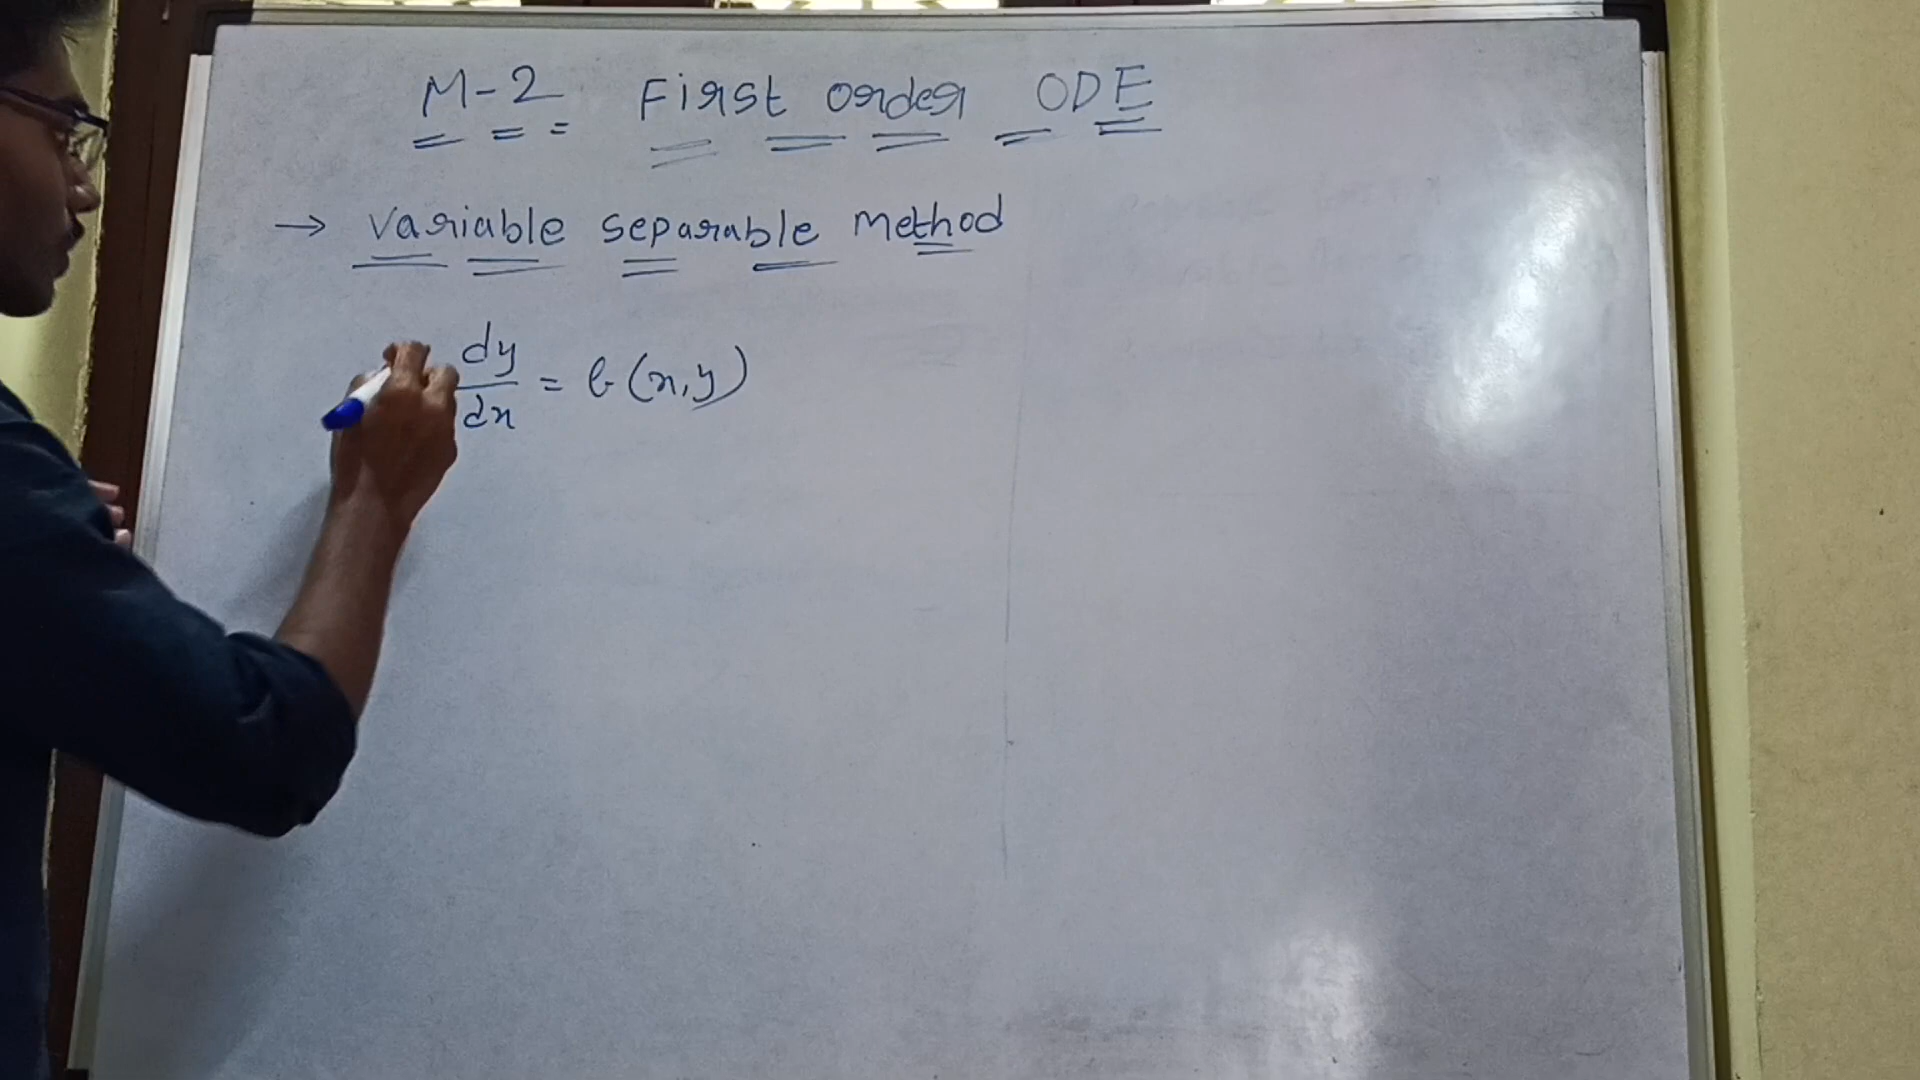 M-2 First order ODE
→ variable separable method
dy/dx = f(x,y)